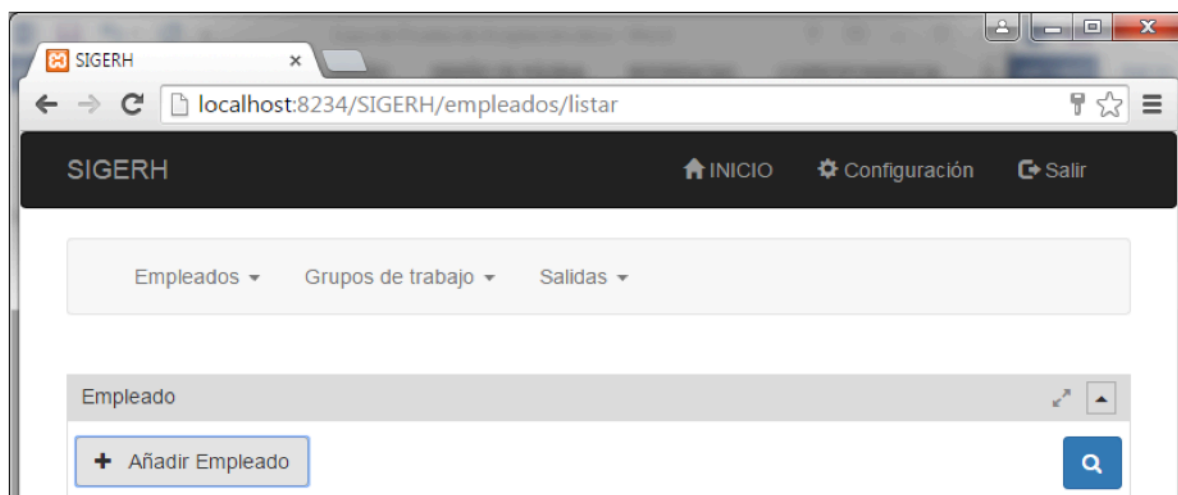 SIGERH
localhost:8234/SIGERH/empleados/listar
SIGERH INICIO Configuración Salir
Empleados Grupos de trabajo Salidas
Empleado
+ Añadir Empleado